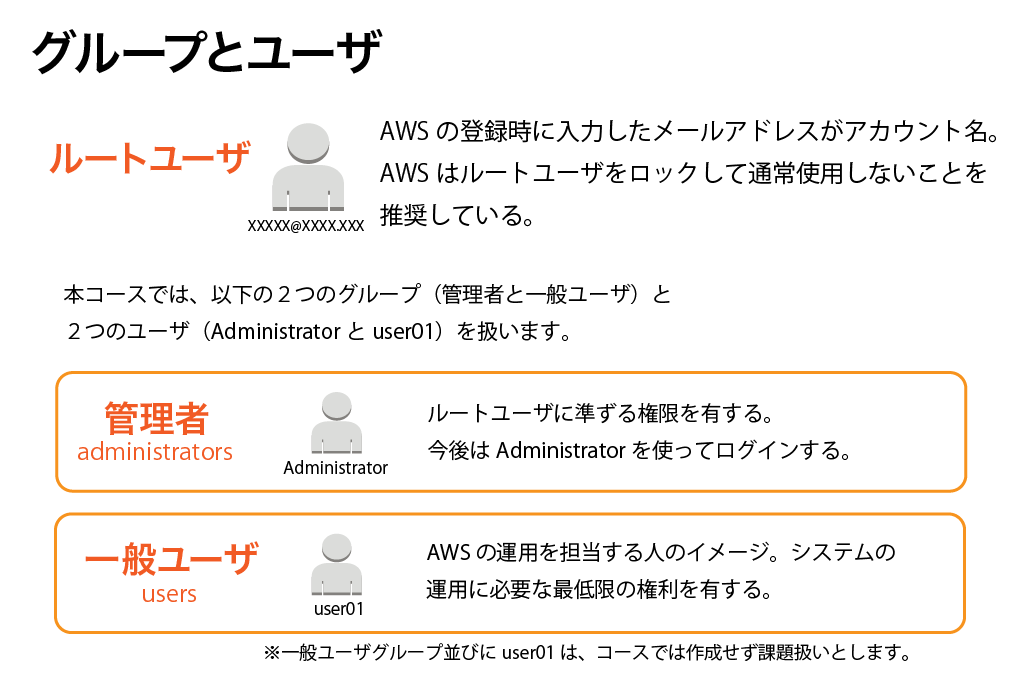 グループとユーザ
ルートユーザ
XXXXX@XXXX.XXX
AWS の登録時に入力したメールアドレスがアカウント名。
AWS はルートユーザをロックして通常使用しないことを
推奨している。
本コースでは、以下の２つのグループ（管理者と一般ユーザ）と
２つのユーザ（Administrator と user01）を扱います。
管理者
administrators
Administrator
ルートユーザに準ずる権限を有する。
今後は Administrator を使ってログインする。
一般ユーザ
users
user01
AWS の運用を担当する人のイメージ。システムの
運用に必要な最低限の権利を有する。
※一般ユーザグループ並びに user01 は、コースでは作成せず課題扱いとします。